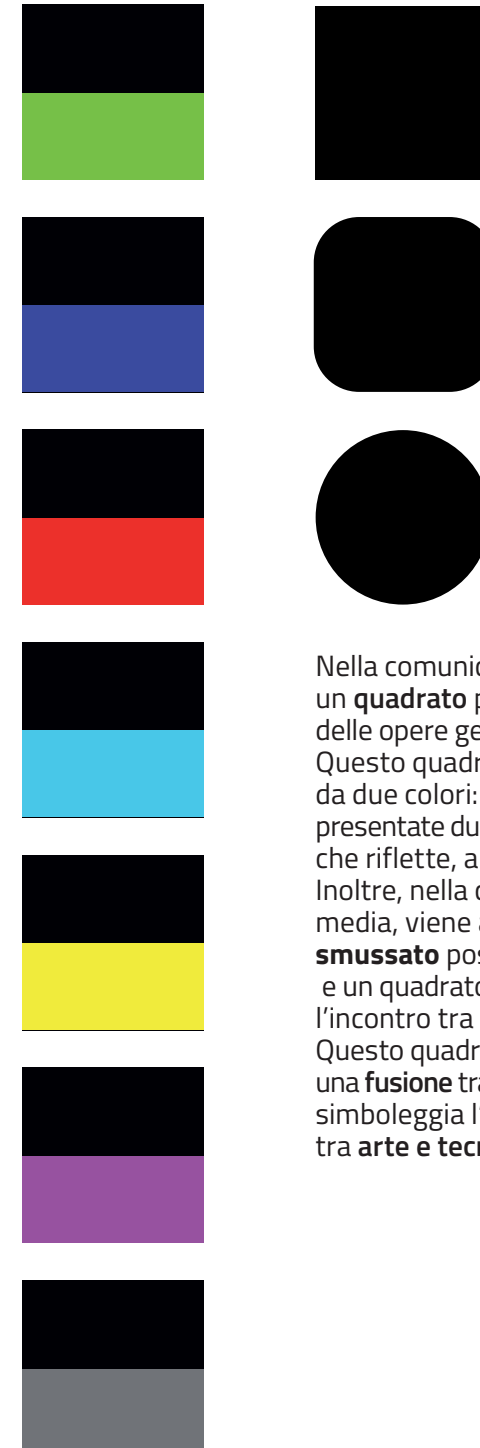 Nella comunic
un quadrato p
delle opere ge
Questo quadr
da due colori:
presentate du
che riflette, a
Inoltre, nella c
media, viene a
smussato pos
e un quadrato
l'incontro tra
Questo quadr
una fusione tra
simboleggia l'
tra arte e tecn